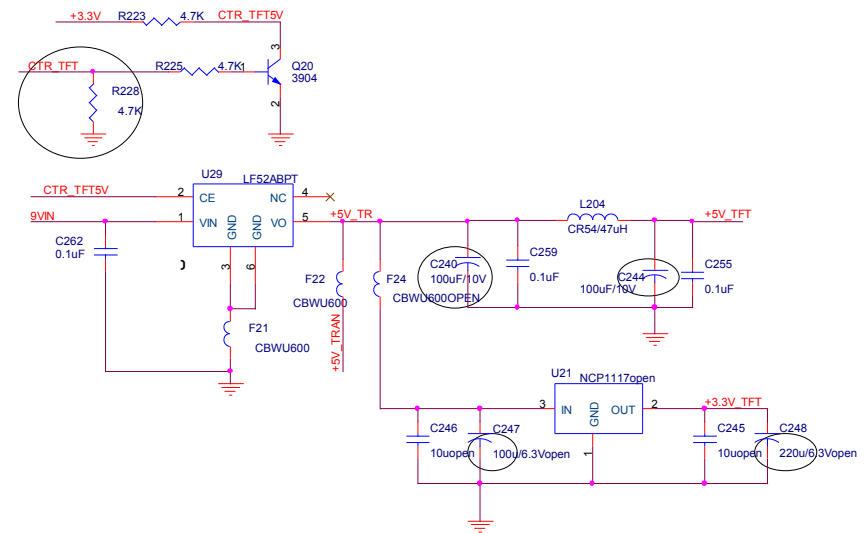 +3.3V R223 4.7K CTR_TFT5V
3
CTR_TFT R225 4.7K 1 Q20
3904
R228
4.7K
2
U29 LF52ABPT
CTR_TFT5V 2 CE NC 4
9VIN 1 VIN GND GND VO 5 +5V_TR
L204
CR54/47uH
+5V_TFT
C262
0.1uF
3 6
F22
CBWU600
+5V_TRAN
F24
CBWU600OPEN
C240
100uF/10V
C259
0.1uF
C244
100uF/10V
C255
0.1uF
F21
CBWU600
U21 NCP1117open
3 IN GND OUT 2 +3.3V_TFT
1
C246
10uopen
C247
100u/6.3Vopen
C245
10uopen
C248
220u/6.3Vopen